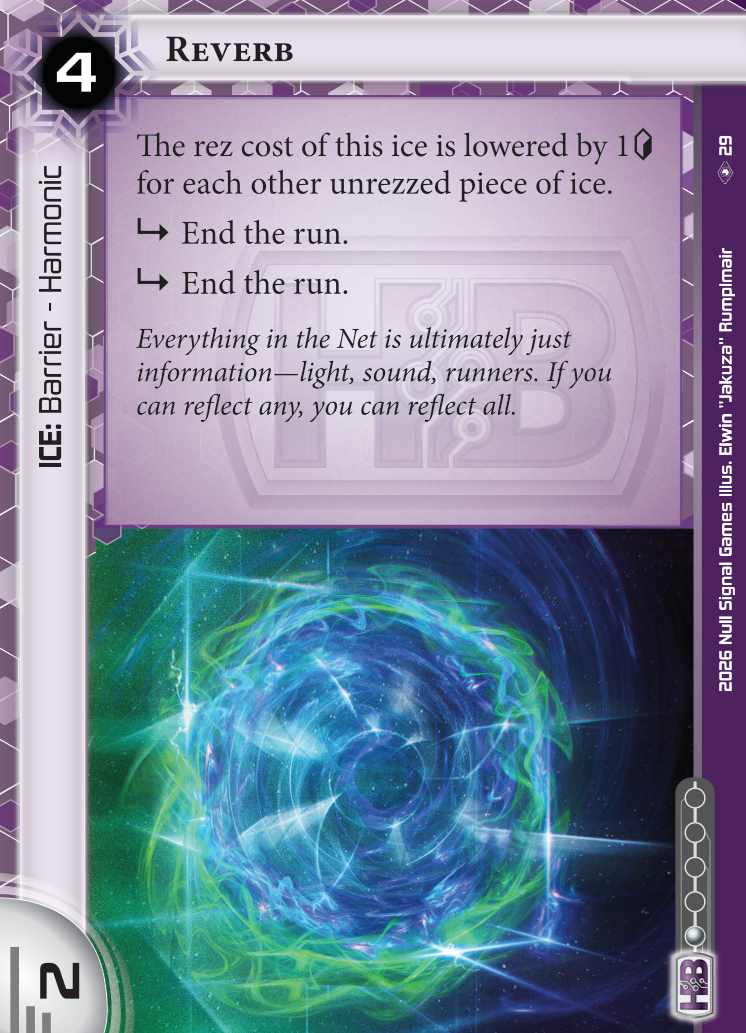 4
Reverb
ICE: Barrier - Harmonic
The rez cost of this ice is lowered by 1
for each other unrezzed piece of ice.
↳ End the run.
↳ End the run.
Everything in the Net is ultimately just
information—light, sound, runners. If you
can reflect any, you can reflect all.
HB
2
29
2026 Null Signal Games Illus. Elwin "Jakuza" Rumplmair
HB